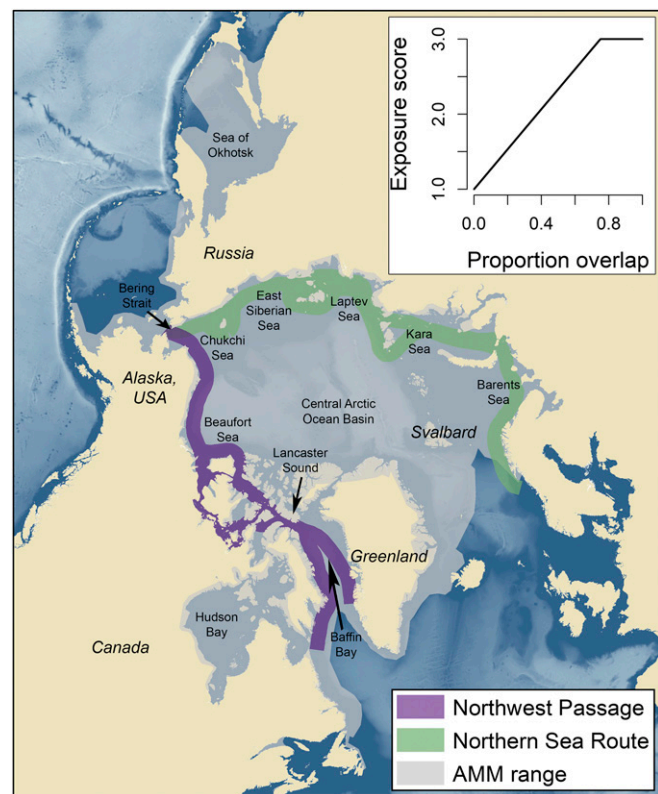 3.0
2.0
1.0
Exposure score
0.0
0.4
0.8
Proportion overlap
Sea of
Okhotsk
Russia
Bering
Strait
East
Siberian
Sea
Laptev
Sea
Chukchi
Sea
Kara
Sea
Alaska,
USA
Barents
Sea
Central Arctic
Ocean Basin
Svalbard
Beaufort
Sea
Lancaster
Sound
Greenland
Hudson
Bay
Baffin
Bay
Canada
Northwest Passage
Northern Sea Route
AMM range